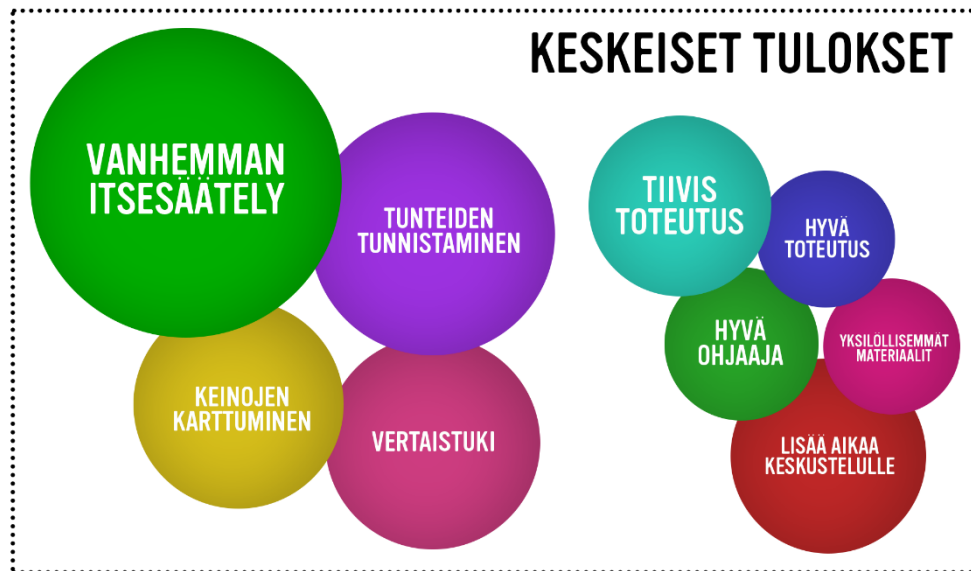 KESKEISET TULOKSET
VANHEMMAN
ITSESÄÄTELY
TUNTEIDEN
TUNNISTAMINEN
KEINOJEN
KARTTUMINEN
VERTAISTUKI
TIIVIS
TOTEUTUS
HYVÄ
TOTEUTUS
HYVÄ
OHJAAJA
YKSILÖLLISEMMÄT
MATERIAALIT
LISÄÄ AIKAA
KESKUSTELULLE